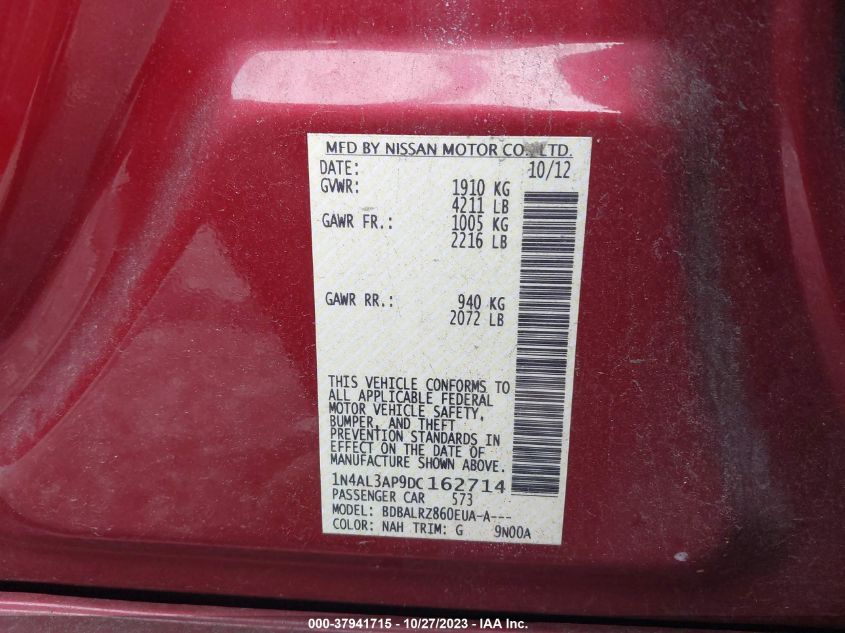 MFD BY NISSAN MOTOR CO., LTD.
DATE: 10/12
GVWR: 1910 KG
4211 LB
GAWR FR.: 1005 KG
2216 LB
GAWR RR.: 940 KG
2072 LB
THIS VEHICLE CONFORMS TO
ALL APPLICABLE FEDERAL
MOTOR VEHICLE SAFETY,
BUMPER, AND THEFT
PREVENTION STANDARDS IN
EFFECT ON THE DATE OF
MANUFACTURE SHOWN ABOVE.
1N4AL3AP9DC162714
PASSENGER CAR 573
MODEL: BDBALRZ860EUA-A---
COLOR: NAH TRIM: G 9N00A
000-37941715 - 10/27/2023 - IAA Inc.